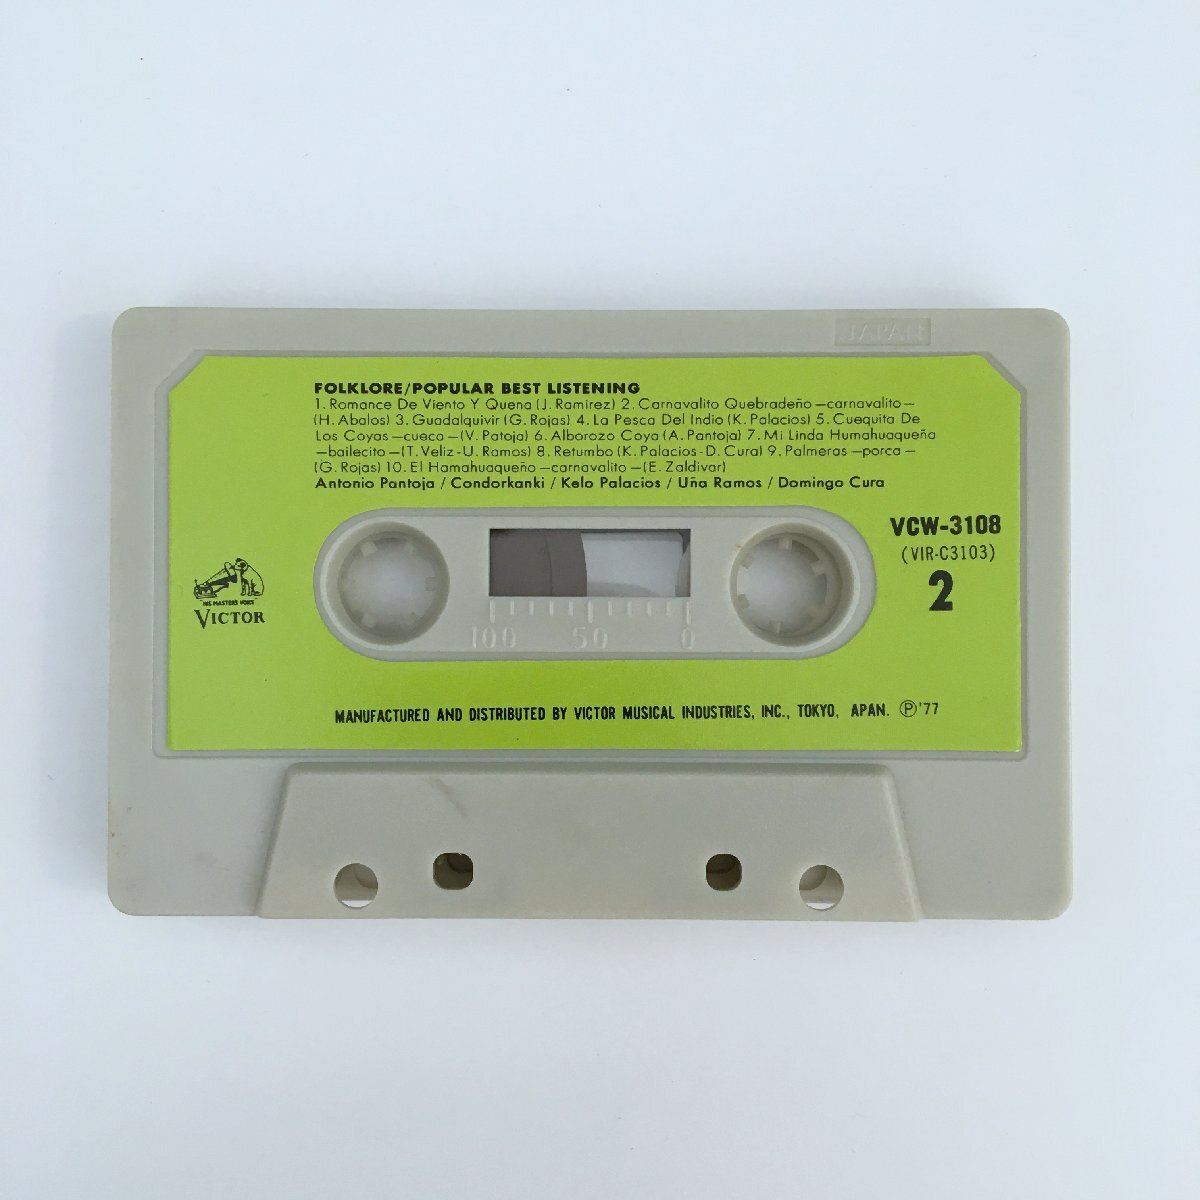 JAPAN
FOLKLORE/POPULAR BEST LISTENING
1. Romance De Viento Y Quena (J. Ramirez) 2. Carnavalito Quebradeño —carnavalito—
(H. Abalos) 3. Guadalquivir (G. Rojas) 4. La Pesca Del Indio (K. Palacios) 5. Cuequita De
Los Coyas —cueca —(V. Patoja) 6. Alborozo Coya (A. Pantoja) 7. Mi Linda Humahuaqueña
—bailecito —(T. Veliz-U. Ramos) 8. Retumbo (K. Palacios-D. Cura) 9. Palmeras —porca —
(G. Rojas) 10. El Hamahuaqueño —carnavalito —(E. Zaldivar)
Antonio Pantoja / Condorkanki / Kelo Palacios / Uña Ramos / Domingo Cura
VCW-3108
(VIR-C3103)
2
HIS MASTERS VOICE
VICTOR
100 50 0
MANUFACTURED AND DISTRIBUTED BY VICTOR MUSICAL INDUSTRIES, INC., TOKYO, APAN. Ⓟ'77